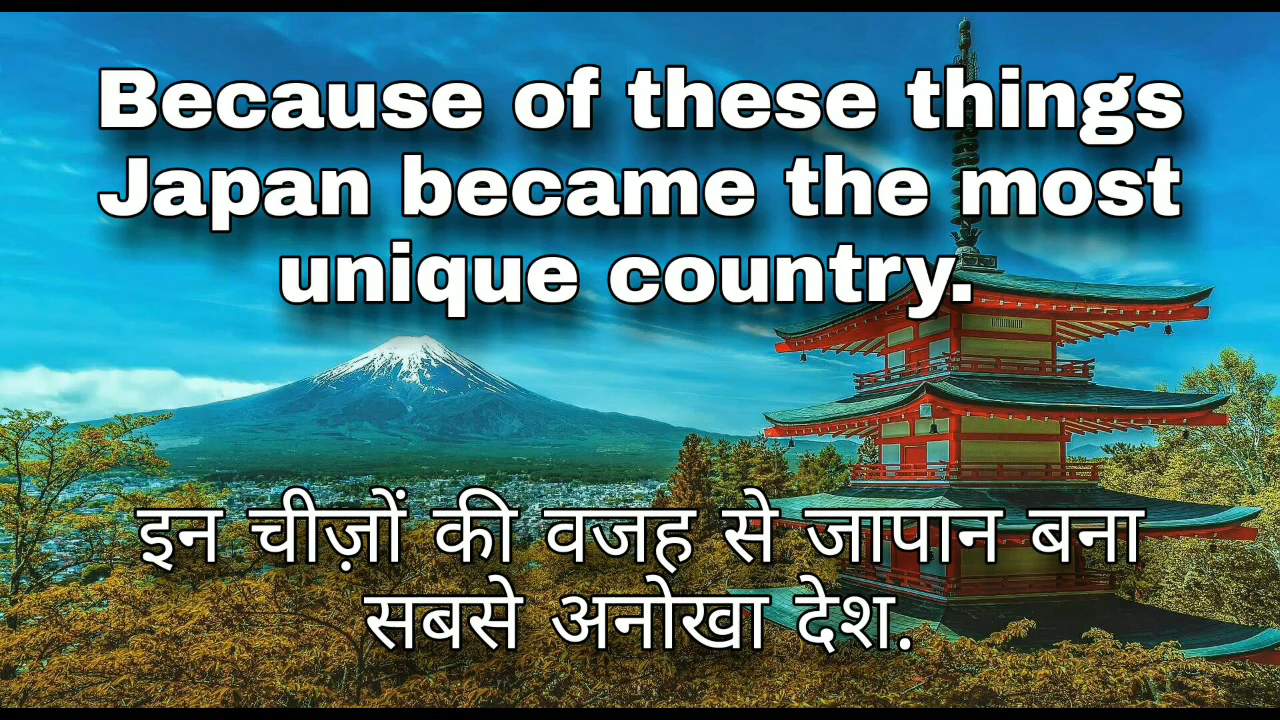 Because of these things
Japan became the most
unique country.
इन चीज़ों की वजह से जापान बना
सबसे अनोखा देश.